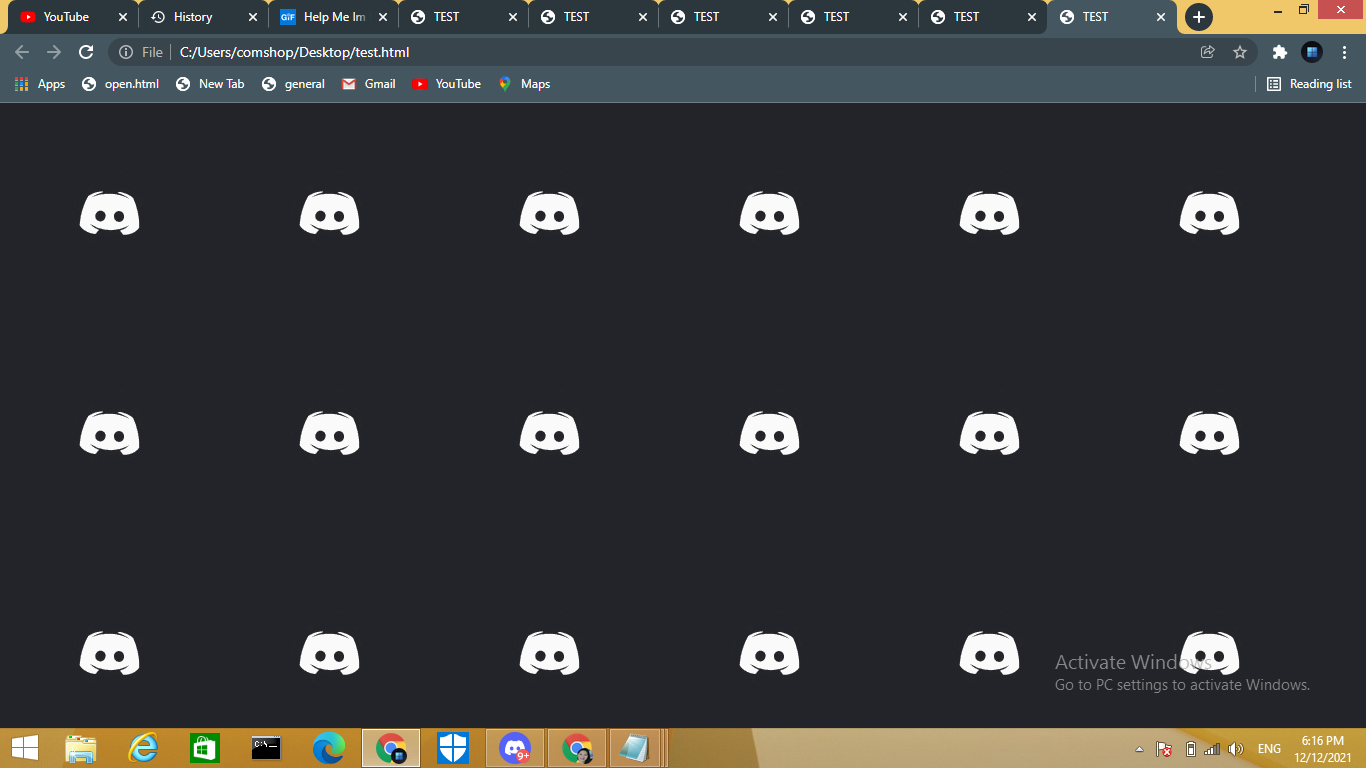 YouTube History GIF Help Me Im TEST TEST TEST TEST TEST TEST
File C:/Users/comshop/Desktop/test.html
Apps open.html New Tab general Gmail YouTube Maps Reading list
Activate Windows
Go to PC settings to activate Windows.
C:\_ 9+ ENG 6:16 PM
12/12/2021